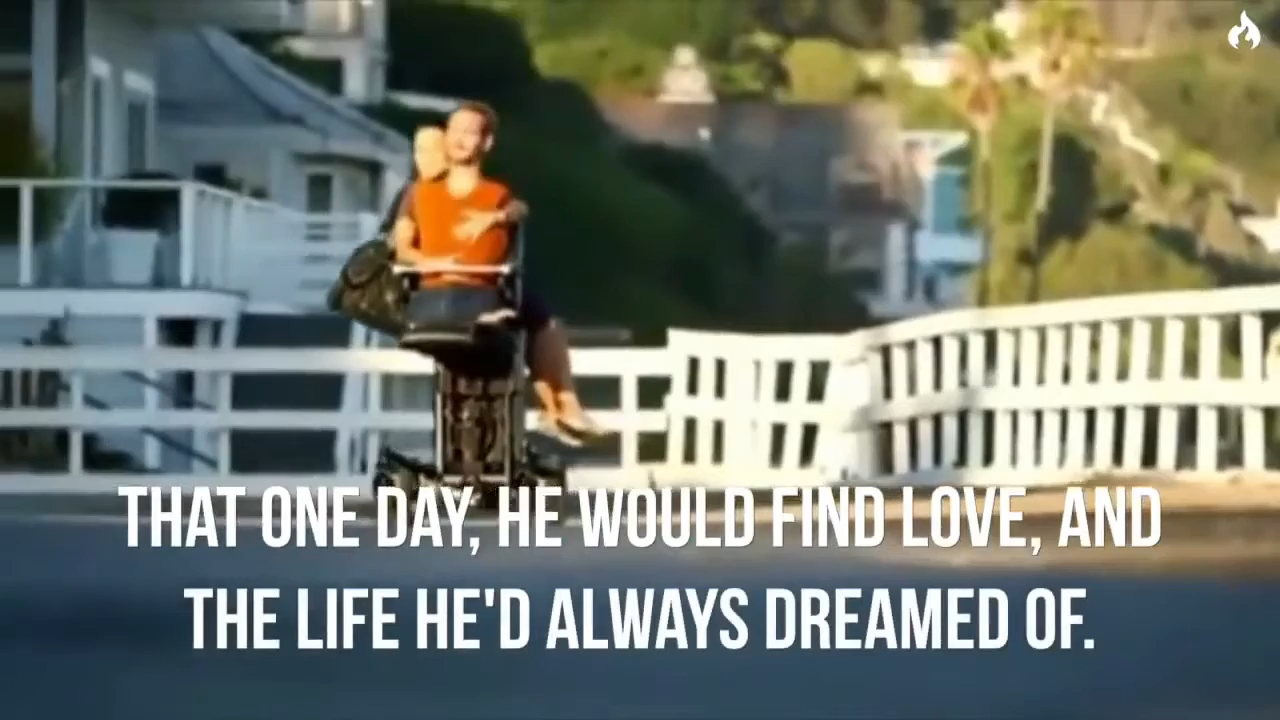 THAT ONE DAY, HE WOULD FIND LOVE, AND
THE LIFE HE'D ALWAYS DREAMED OF.